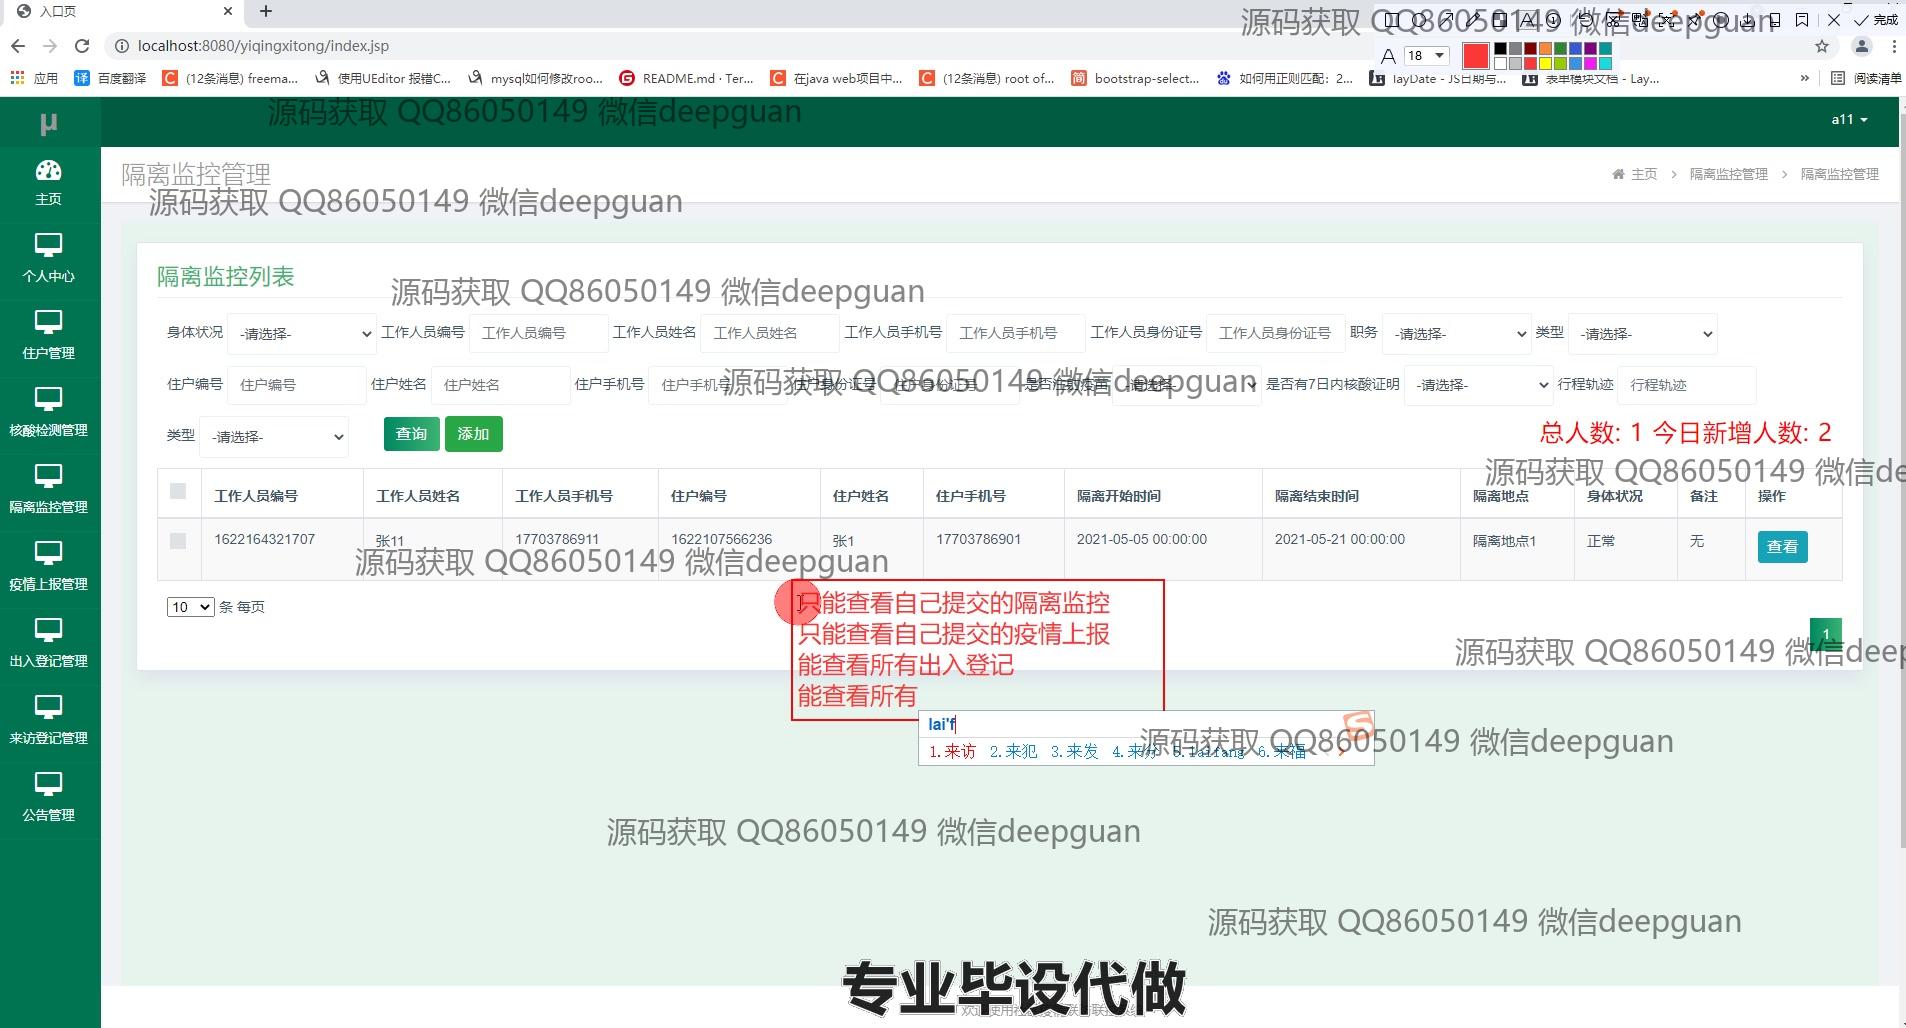 入口页
localhost:8080/yiqingxitong/index.jsp
源码获取 QQ86050149 微信deepguan
完成
18
应用 百度翻译 (12条消息) freema... 使用UEditor 报错C... mysql如何修改roo... README.md · Ter... 在java web项目中... (12条消息) root of... bootstrap-select... 如何用正则匹配：2... layDate - JS日期与... 表单模块文档 - Lay... » 阅读清单
源码获取 QQ86050149 微信deepguan
μ
a11
主页
个人中心
住户管理
核酸检测管理
隔离监控管理
疫情上报管理
出入登记管理
来访登记管理
公告管理
隔离监控管理
主页 > 隔离监控管理 > 隔离监控管理
源码获取 QQ86050149 微信deepguan
隔离监控列表
源码获取 QQ86050149 微信deepguan
身体状况 -请选择- 工作人员编号 工作人员编号 工作人员姓名 工作人员姓名 工作人员手机号 工作人员手机号 工作人员身份证号 工作人员身份证号 职务 -请选择- 类型 -请选择-
住户编号 住户编号 住户姓名 住户姓名 住户手机号 住户手机号 住户身份证号 住户身份证号 -请选择- 是否有7日内核酸证明 -请选择- 行程轨迹 行程轨迹
源码获取 QQ86050149 微信deepguan
类型 -请选择- 查询 添加
总人数: 1 今日新增人数: 2
源码获取 QQ86050149 微信de
工作人员编号 工作人员姓名 工作人员手机号 住户编号 住户姓名 住户手机号 隔离开始时间 隔离结束时间 隔离地点 身体状况 备注 操作
1622164321707 张11 17703786911 1622107566236 张1 17703786901 2021-05-05 00:00:00 2021-05-21 00:00:00 隔离地点1 正常 无 查看
源码获取 QQ86050149 微信deepguan
10 条 每页
1
只能查看自己提交的隔离监控
只能查看自己提交的疫情上报
能查看所有出入登记
能查看所有
源码获取 QQ86050149 微信deep
lai'f
1.来访 2.来犯 3.来发 5.laifang 6.来福
源码获取 QQ86050149 微信deepguan
源码获取 QQ86050149 微信deepguan
源码获取 QQ86050149 微信deepguan
专业毕设代做